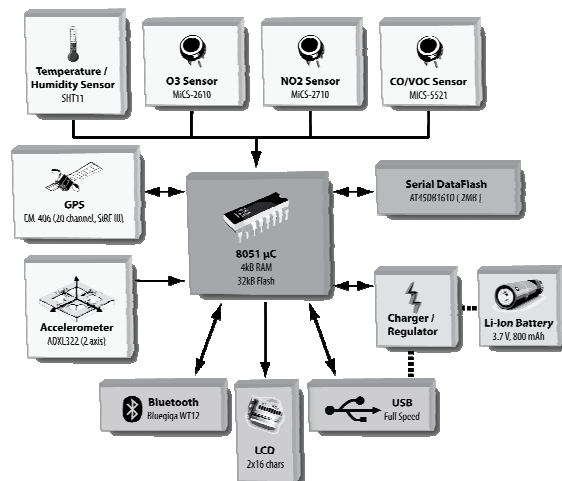 Temperature /
Humidity Sensor
SHT11
O3 Sensor
MiCS-2610
NO2 Sensor
MiCS-2710
CO/VOC Sensor
MiCS-5521
GPS
EM 406 (20 channel, SiRF III)
8051 µC
4kB RAM
32kB Flash
Serial DataFlash
AT45DB161D ( 2MB )
Accelerometer
ADXL322 (2 axis)
Charger /
Regulator
Li-Ion Battery
3.7 V, 800 mAh
Bluetooth
Bluegiga WT12
LCD
2x16 chars
USB
Full Speed